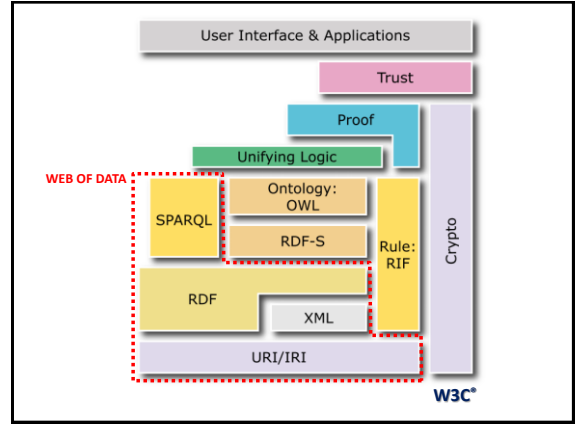 User Interface & Applications
Trust
Proof
Unifying Logic
WEB OF DATA
Ontology:
OWL
SPARQL
RDF-S
Rule:
RIF
Crypto
RDF
XML
URI/IRI
W3C®